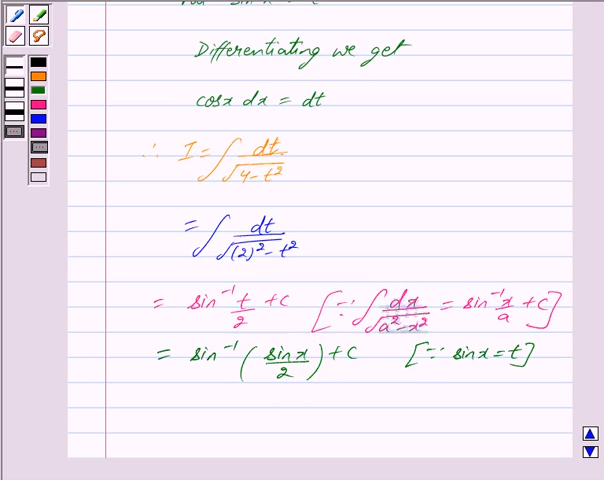 Differentiating we get
cosx dx = dt
∴ I = ∫ dt/√4-t²
= ∫ dt/√(2)²-t²
= sin⁻¹ t/2 + C [∵ ∫ dx/√a²-x² = sin⁻¹ x/a + C]
= sin⁻¹ (sinx/2) + C [∵ sinx = t]